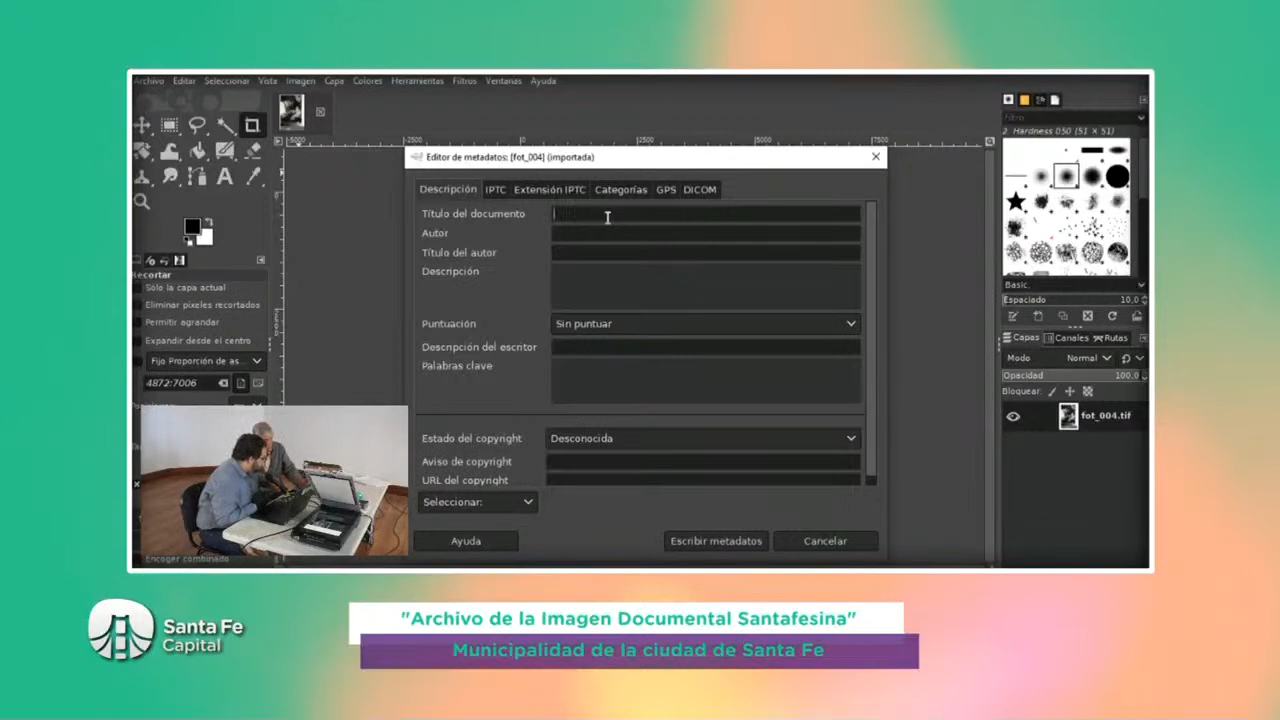 Archivo Editar Seleccionar Vista Imagen Capa Colores Herramientas Filtros Ventanas Ayuda
-5000 -2500 0 2500 5000 7500
Filtro
2. Hardness 050 (51 × 51)
Editor de metadatos: [fot_004] (importada)
Descripción IPTC Extensión IPTC Categorías GPS DICOM
Título del documento
Autor
Título del autor
Descripción
Puntuación Sin puntuar
Descripción del escritor
Palabras clave
Estado del copyright Desconocida
Aviso de copyright
URL del copyright
Seleccionar:
Ayuda Escribir metadatos Cancelar
Recortar
Sólo la capa actual
Eliminar píxeles recortados
Permitir agrandar
Expandir desde el centro
Fijo Proporción de as...
4872:7006
Encoger combinado
Basic,
Espaciado 10,0
Capas Canales Rutas
Modo Normal
Opacidad 100,0
Bloquear:
fot_004.tif
Santa Fe
Capital
"Archivo de la Imagen Documental Santafesina"
Municipalidad de la ciudad de Santa Fe